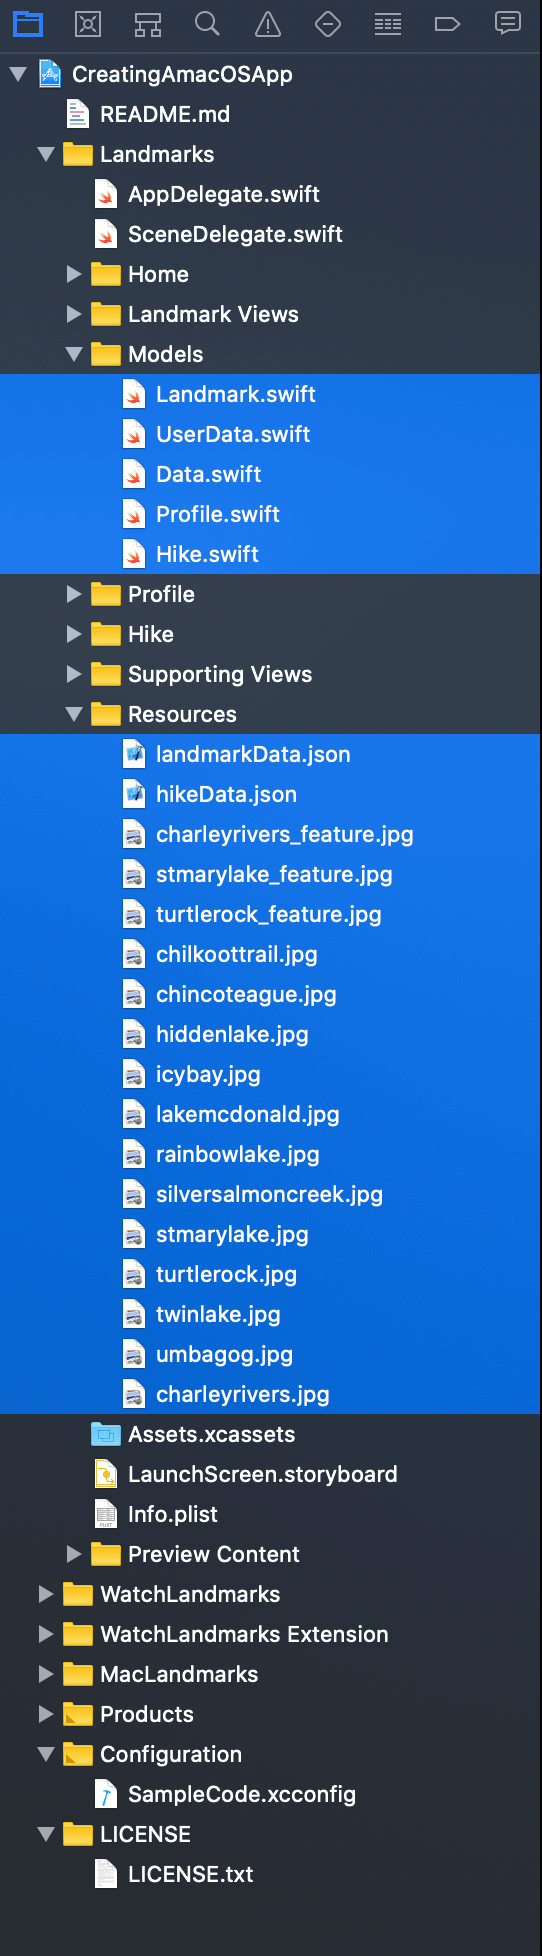 CreatingAmacOSApp
README.md
Landmarks
AppDelegate.swift
SceneDelegate.swift
Home
Landmark Views
Models
Landmark.swift
UserData.swift
Data.swift
Profile.swift
Hike.swift
Profile
Hike
Supporting Views
Resources
landmarkData.json
hikeData.json
charleyrivers_feature.jpg
stmarylake_feature.jpg
turtlerock_feature.jpg
chilkoottrail.jpg
chincoteague.jpg
hiddenlake.jpg
icybay.jpg
lakemcdonald.jpg
rainbowlake.jpg
silversalmoncreek.jpg
stmarylake.jpg
turtlerock.jpg
twinlake.jpg
umbagog.jpg
charleyrivers.jpg
Assets.xcassets
LaunchScreen.storyboard
Info.plist
Preview Content
WatchLandmarks
WatchLandmarks Extension
MacLandmarks
Products
Configuration
SampleCode.xcconfig
LICENSE
LICENSE.txt